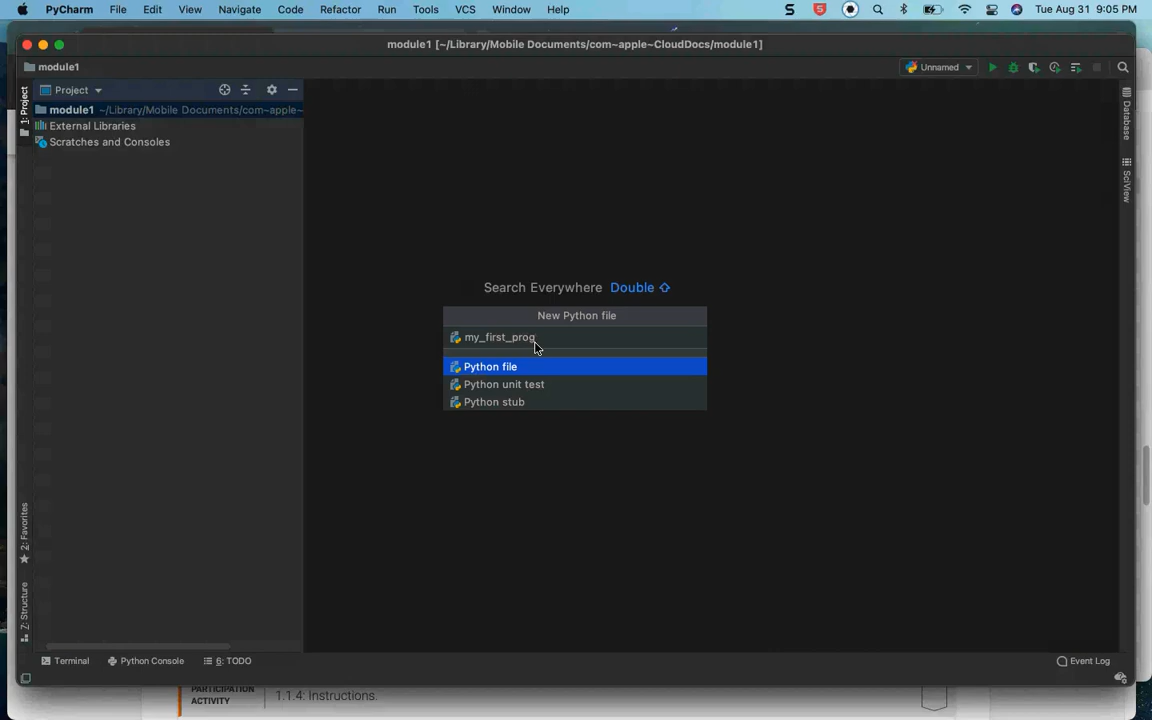 PyCharm File Edit View Navigate Code Refactor Run Tools VCS Window Help S 5 Tue Aug 31 9:05 PM
module1 [~/Library/Mobile Documents/com~apple~CloudDocs/module1]
module1 Unnamed
1: Project
Project
module1 ~/Library/Mobile Documents/com~apple~
External Libraries
Scratches and Consoles
Database
SciView
Search Everywhere Double ⇧
New Python file
my_first_prog
Python file
Python unit test
Python stub
2: Favorites
7: Structure
Terminal Python Console 6: TODO Event Log
PARTICIPATION
ACTIVITY
1.1.4: Instructions.